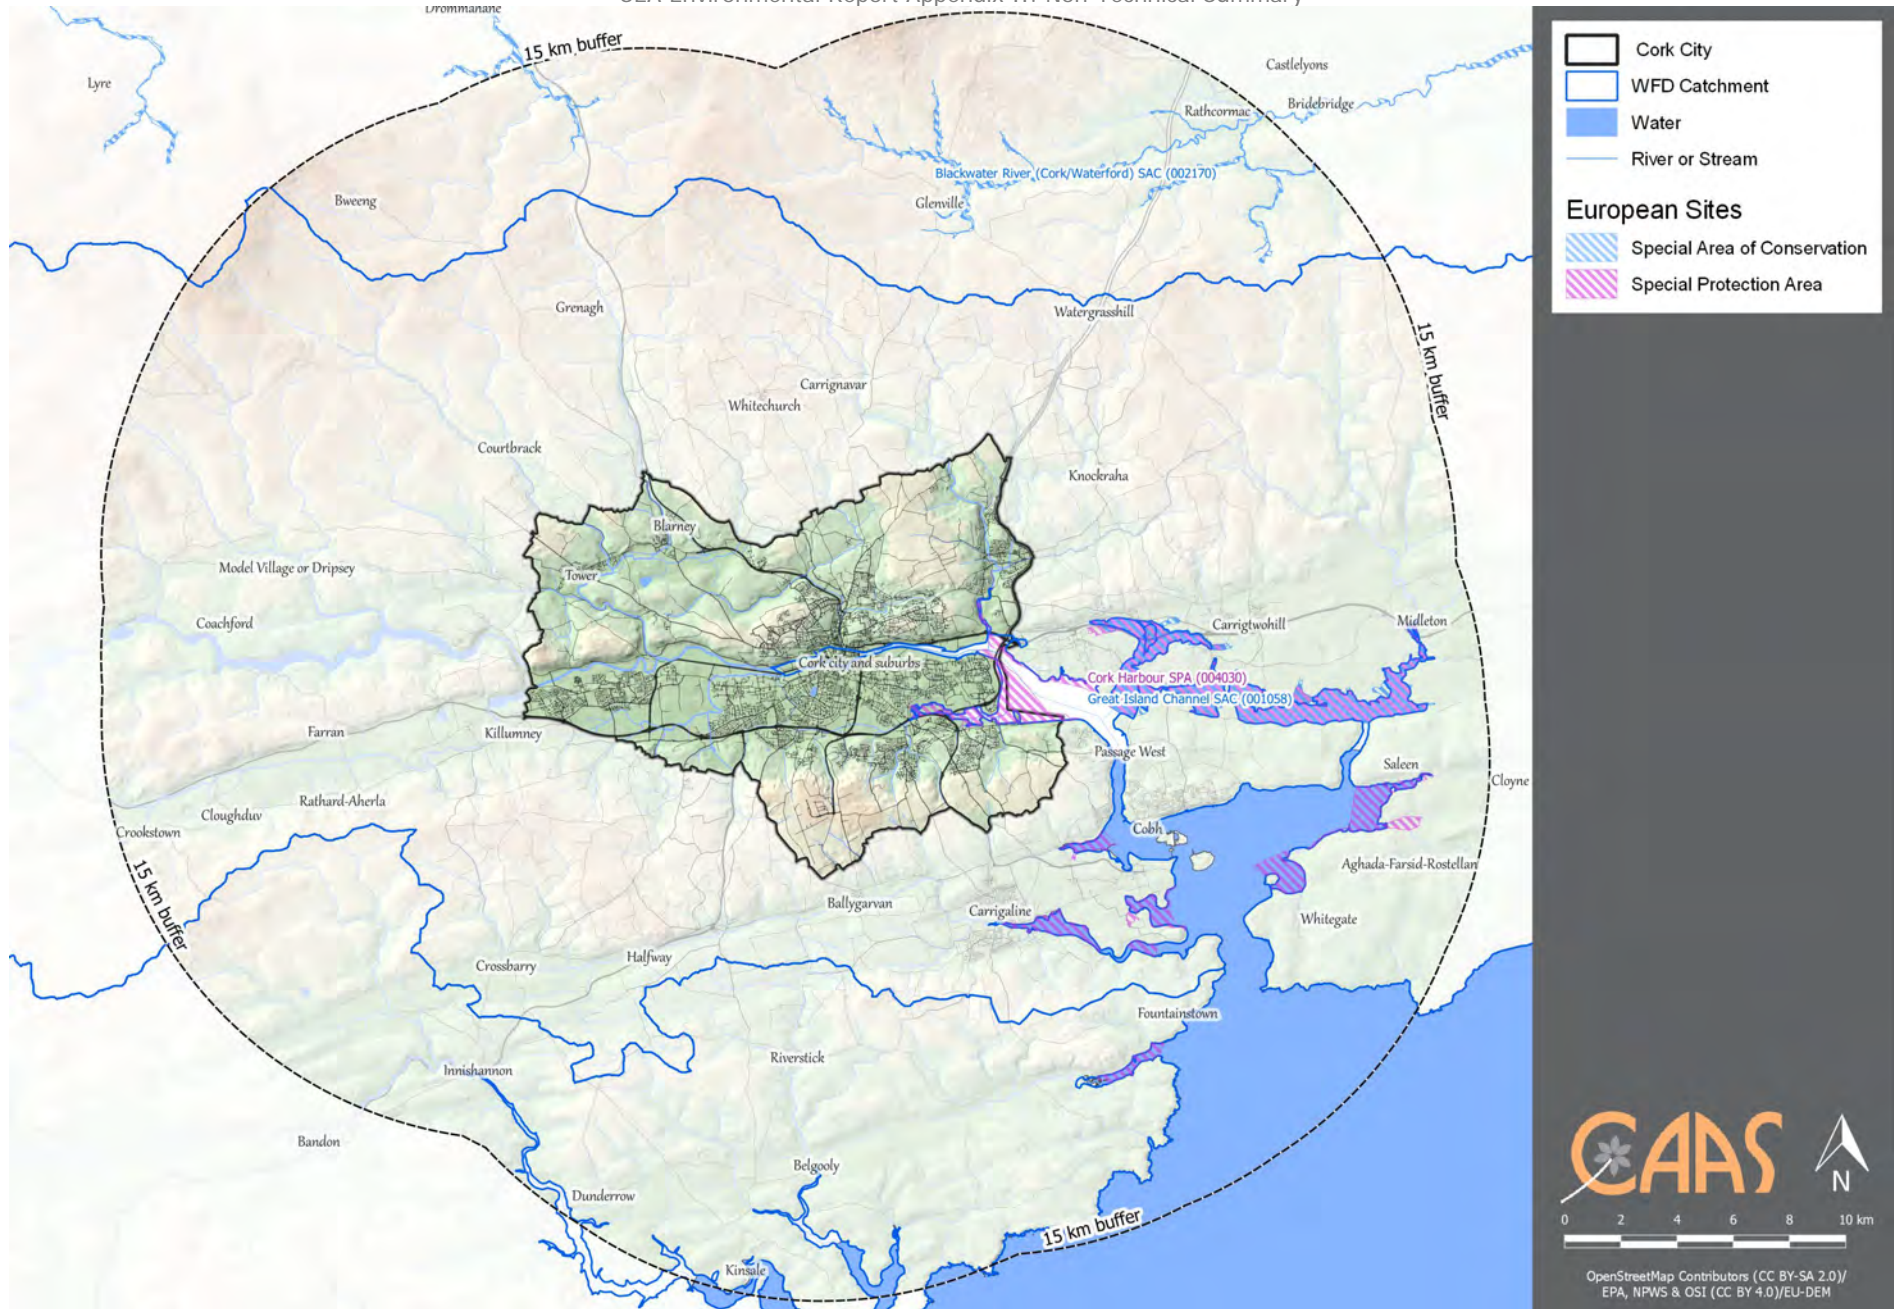 Drommahane
15 km buffer
Castlelyons
Lyre
Bridebridge
Rathcormac
Blackwater River (Cork/Waterford) SAC (002170)
Bweeng
Glenville
Grenagh
Watergrasshill
15 km buffer
Carrignavar
Whitechurch
Courtbrack
Knockraha
Blarney
Model Village or Dripsey
Tower
Coachford
Carrigtwohill
Midleton
Cork city and suburbs
Cork Harbour SPA (004030)
Great Island Channel SAC (001058)
Farran
Killumney
Passage West
Saleen
Cloyne
Rathard-Aherla
Cloughduv
Crookstown
Cobh
Aghada-Farsid-Rostellan
15 km buffer
Ballygarvan
Carrigaline
Whitegate
Halfway
Crossbarry
Fountainstown
Riverstick
Innishannon
Bandon
Belgooly
Dunderrow
15 km buffer
Kinsale
Cork City
WFD Catchment
Water
River or Stream
European Sites
Special Area of Conservation
Special Protection Area
CAAS
N
0 2 4 6 8 10 km
OpenStreetMap Contributors (CC BY-SA 2.0)/
EPA, NPWS & OSI (CC BY 4.0)/EU-DEM